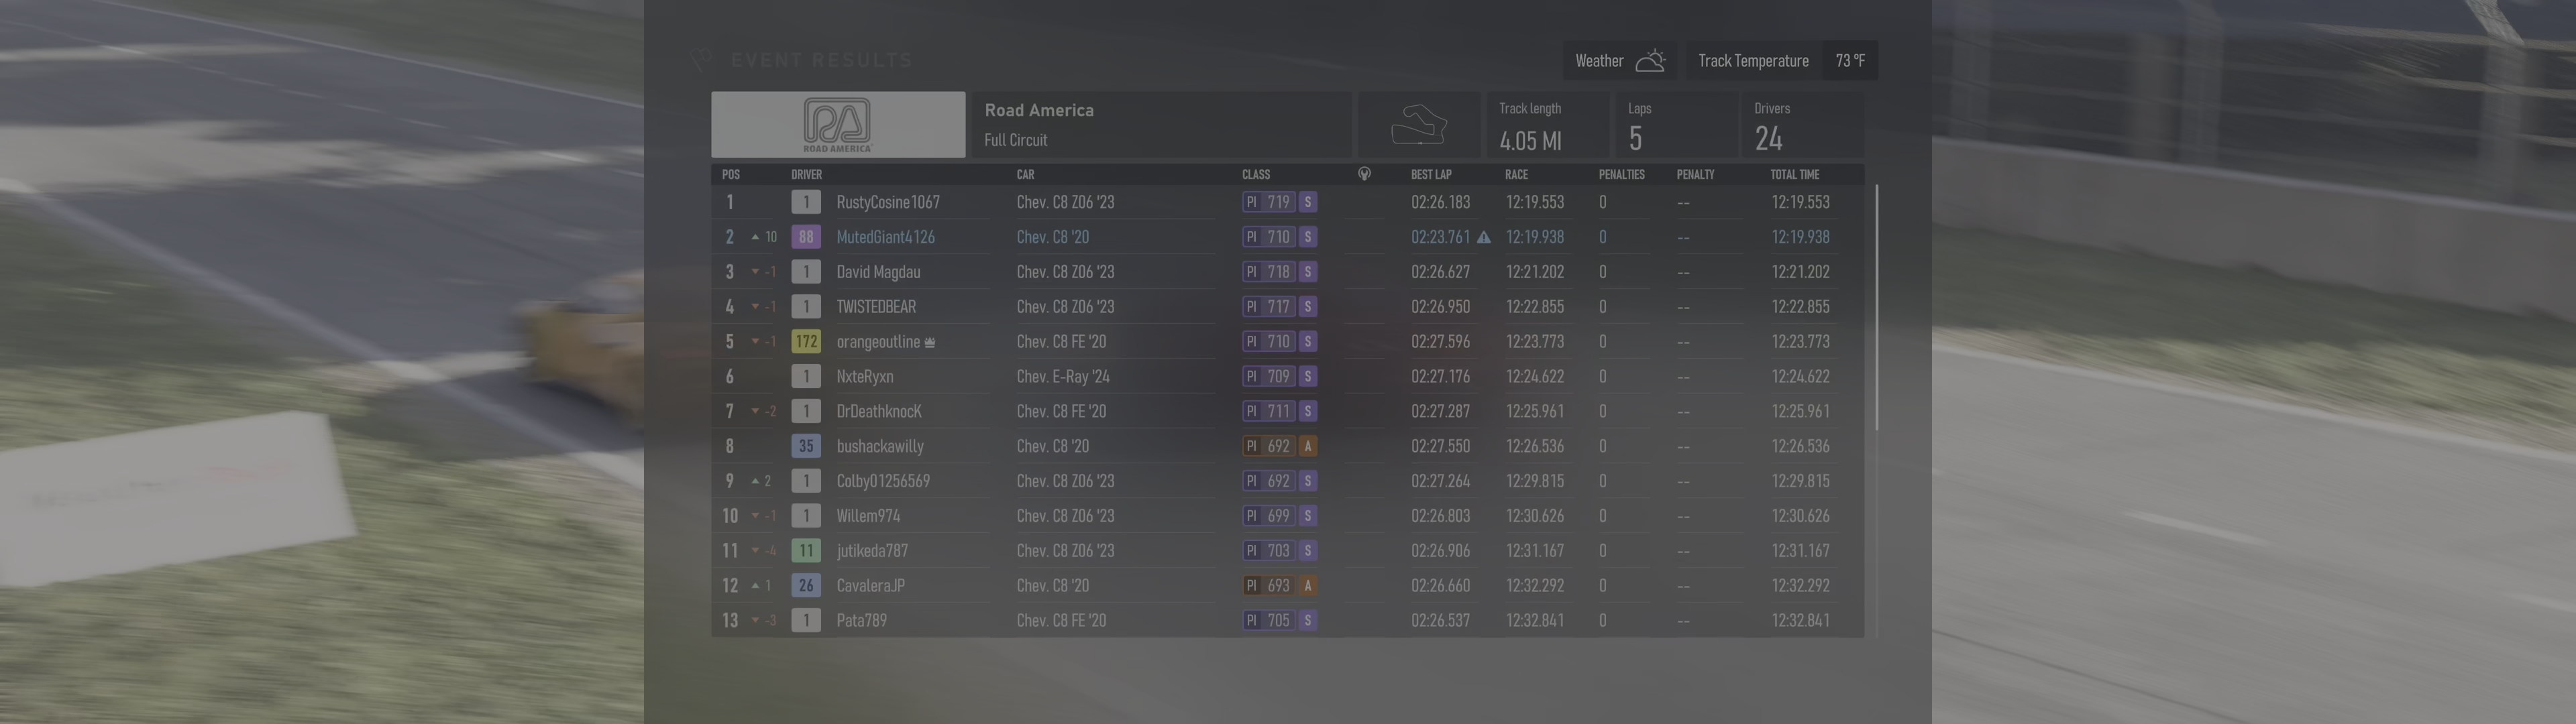 EVENT RESULTS
Weather
Track Temperature 73 °F
ROAD AMERICA
Road America
Full Circuit
Track length
4.05 MI
Laps
5
Drivers
24
POS DRIVER CAR CLASS BEST LAP RACE PENALTIES PENALTY TOTAL TIME
1 1 RustyCosine1067 Chev. C8 Z06 '23 PI 719 S 02:26.183 12:19.553 0 -- 12:19.553
2 ▲ 10 88 MutedGiant4126 Chev. C8 '20 PI 710 S 02:23.761 12:19.938 0 -- 12:19.938
3 ▼ -1 1 David Magdau Chev. C8 Z06 '23 PI 718 S 02:26.627 12:21.202 0 -- 12:21.202
4 ▼ -1 1 TWISTEDBEAR Chev. C8 Z06 '23 PI 717 S 02:26.950 12:22.855 0 -- 12:22.855
5 ▼ -1 172 orangeoutline Chev. C8 FE '20 PI 710 S 02:27.596 12:23.773 0 -- 12:23.773
6 1 NxteRyxn Chev. E-Ray '24 PI 709 S 02:27.176 12:24.622 0 -- 12:24.622
7 ▼ -2 1 DrDeathknocK Chev. C8 FE '20 PI 711 S 02:27.287 12:25.961 0 -- 12:25.961
8 35 bushackawilly Chev. C8 '20 PI 692 A 02:27.550 12:26.536 0 -- 12:26.536
9 ▲ 2 1 Colby01256569 Chev. C8 Z06 '23 PI 692 S 02:27.264 12:29.815 0 -- 12:29.815
10 ▼ -1 1 Willem974 Chev. C8 Z06 '23 PI 699 S 02:26.803 12:30.626 0 -- 12:30.626
11 ▼ -4 11 jutikeda787 Chev. C8 Z06 '23 PI 703 S 02:26.906 12:31.167 0 -- 12:31.167
12 ▲ 1 26 CavaleraJP Chev. C8 '20 PI 693 A 02:26.660 12:32.292 0 -- 12:32.292
13 ▼ -3 1 Pata789 Chev. C8 FE '20 PI 705 S 02:26.537 12:32.841 0 -- 12:32.841